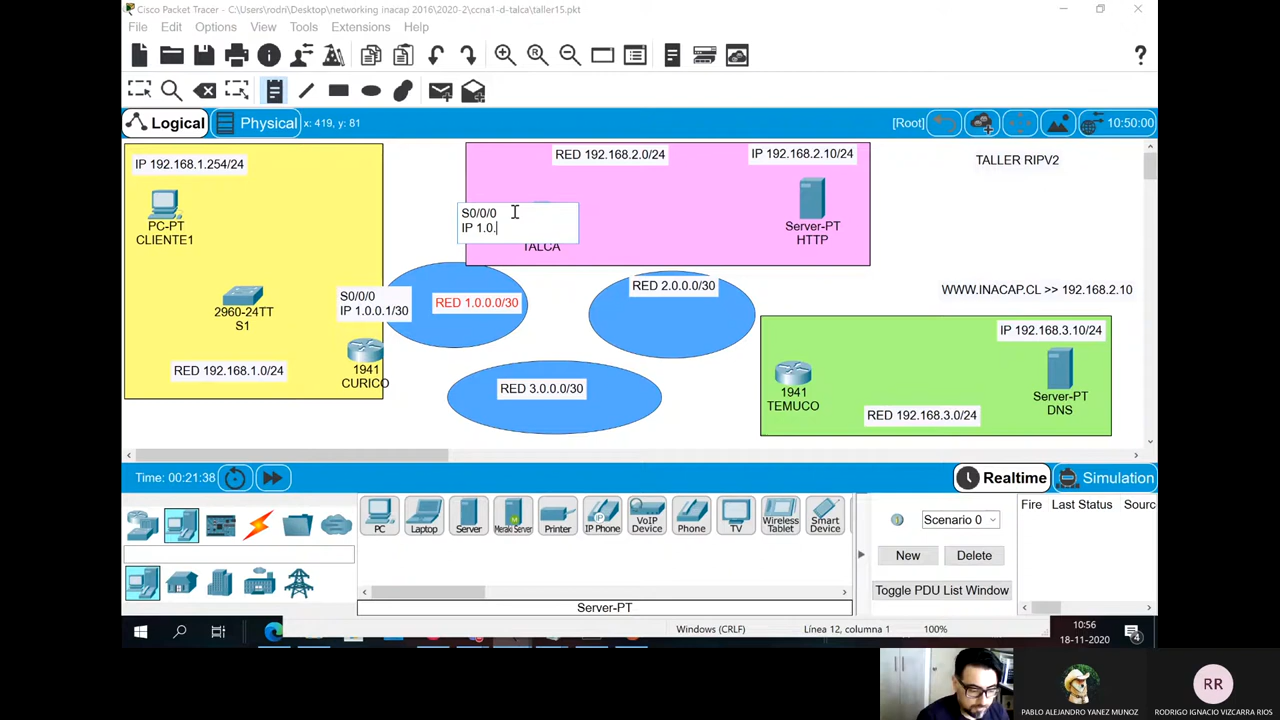 Cisco Packet Tracer - C:\Users\rodri\Desktop\networking inacap 2016\2020-2\ccna1-d-talca\taller15.pkt
File Edit Options View Tools Extensions Help
Logical Physical x: 419, y: 81 [Root] 10:50:00
IP 192.168.1.254/24
RED 192.168.2.0/24
IP 192.168.2.10/24
TALLER RIPV2
PC-PT
CLIENTE1
S0/0/0
IP 1.0.
TALCA
Server-PT
HTTP
S0/0/0
IP 1.0.0.1/30
RED 1.0.0.0/30
RED 2.0.0.0/30
WWW.INACAP.CL >> 192.168.2.10
2960-24TT
S1
IP 192.168.3.10/24
RED 192.168.1.0/24
1941
CURICO
RED 3.0.0.0/30
1941
TEMUCO
RED 192.168.3.0/24
Server-PT
DNS
Time: 00:21:38
Realtime Simulation
PC
Laptop
Server
Meraki Server
Printer
IP Phone
VoIP
Device
Phone
TV
Wireless
Tablet
Smart
Device
Scenario 0
New Delete
Toggle PDU List Window
Fire Last Status Sourc
Server-PT
Windows (CRLF) Línea 12, columna 1 100%
10:56
18-11-2020
4
RR
PABLO ALEJANDRO YANEZ MUNOZ
RODRIGO IGNACIO VIZCARRA RIOS